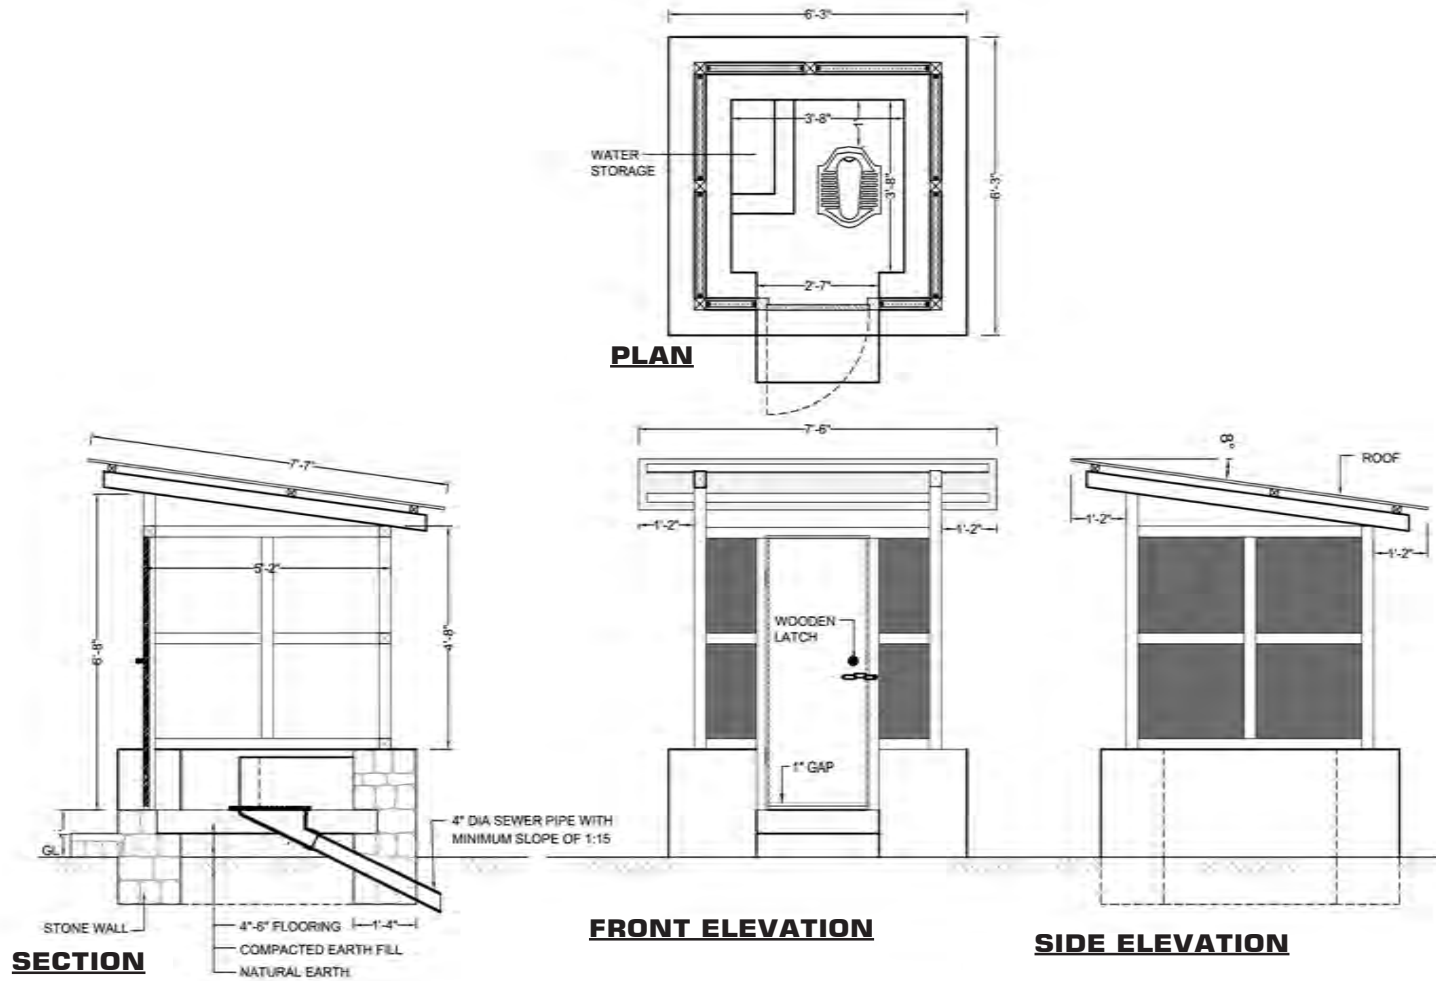 6'-3"
3'-8"
1'
WATER
STORAGE
3'-8"
6'-3"
2'-7"
PLAN
7'-7"
5'-2"
6'-8"
4'-8"
GL
4" DIA SEWER PIPE WITH
MINIMUM SLOPE OF 1:15
STONE WALL
4"-6" FLOORING
1'-4"
COMPACTED EARTH FILL
NATURAL EARTH
SECTION
7'-6"
1'-2"
1'-2"
WOODEN
LATCH
1" GAP
FRONT ELEVATION
8°
ROOF
1'-2"
1'-2"
SIDE ELEVATION